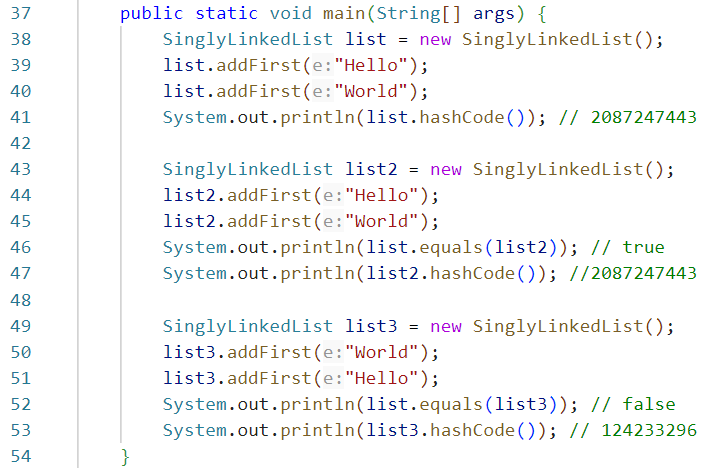 37 public static void main(String[] args) {
38 SinglyLinkedList list = new SinglyLinkedList();
39 list.addFirst(e:"Hello");
40 list.addFirst(e:"World");
41 System.out.println(list.hashCode()); // 2087247443
42
43 SinglyLinkedList list2 = new SinglyLinkedList();
44 list2.addFirst(e:"Hello");
45 list2.addFirst(e:"World");
46 System.out.println(list.equals(list2)); // true
47 System.out.println(list2.hashCode()); //2087247443
48
49 SinglyLinkedList list3 = new SinglyLinkedList();
50 list3.addFirst(e:"World");
51 list3.addFirst(e:"Hello");
52 System.out.println(list.equals(list3)); // false
53 System.out.println(list3.hashCode()); // 124233296
54 }